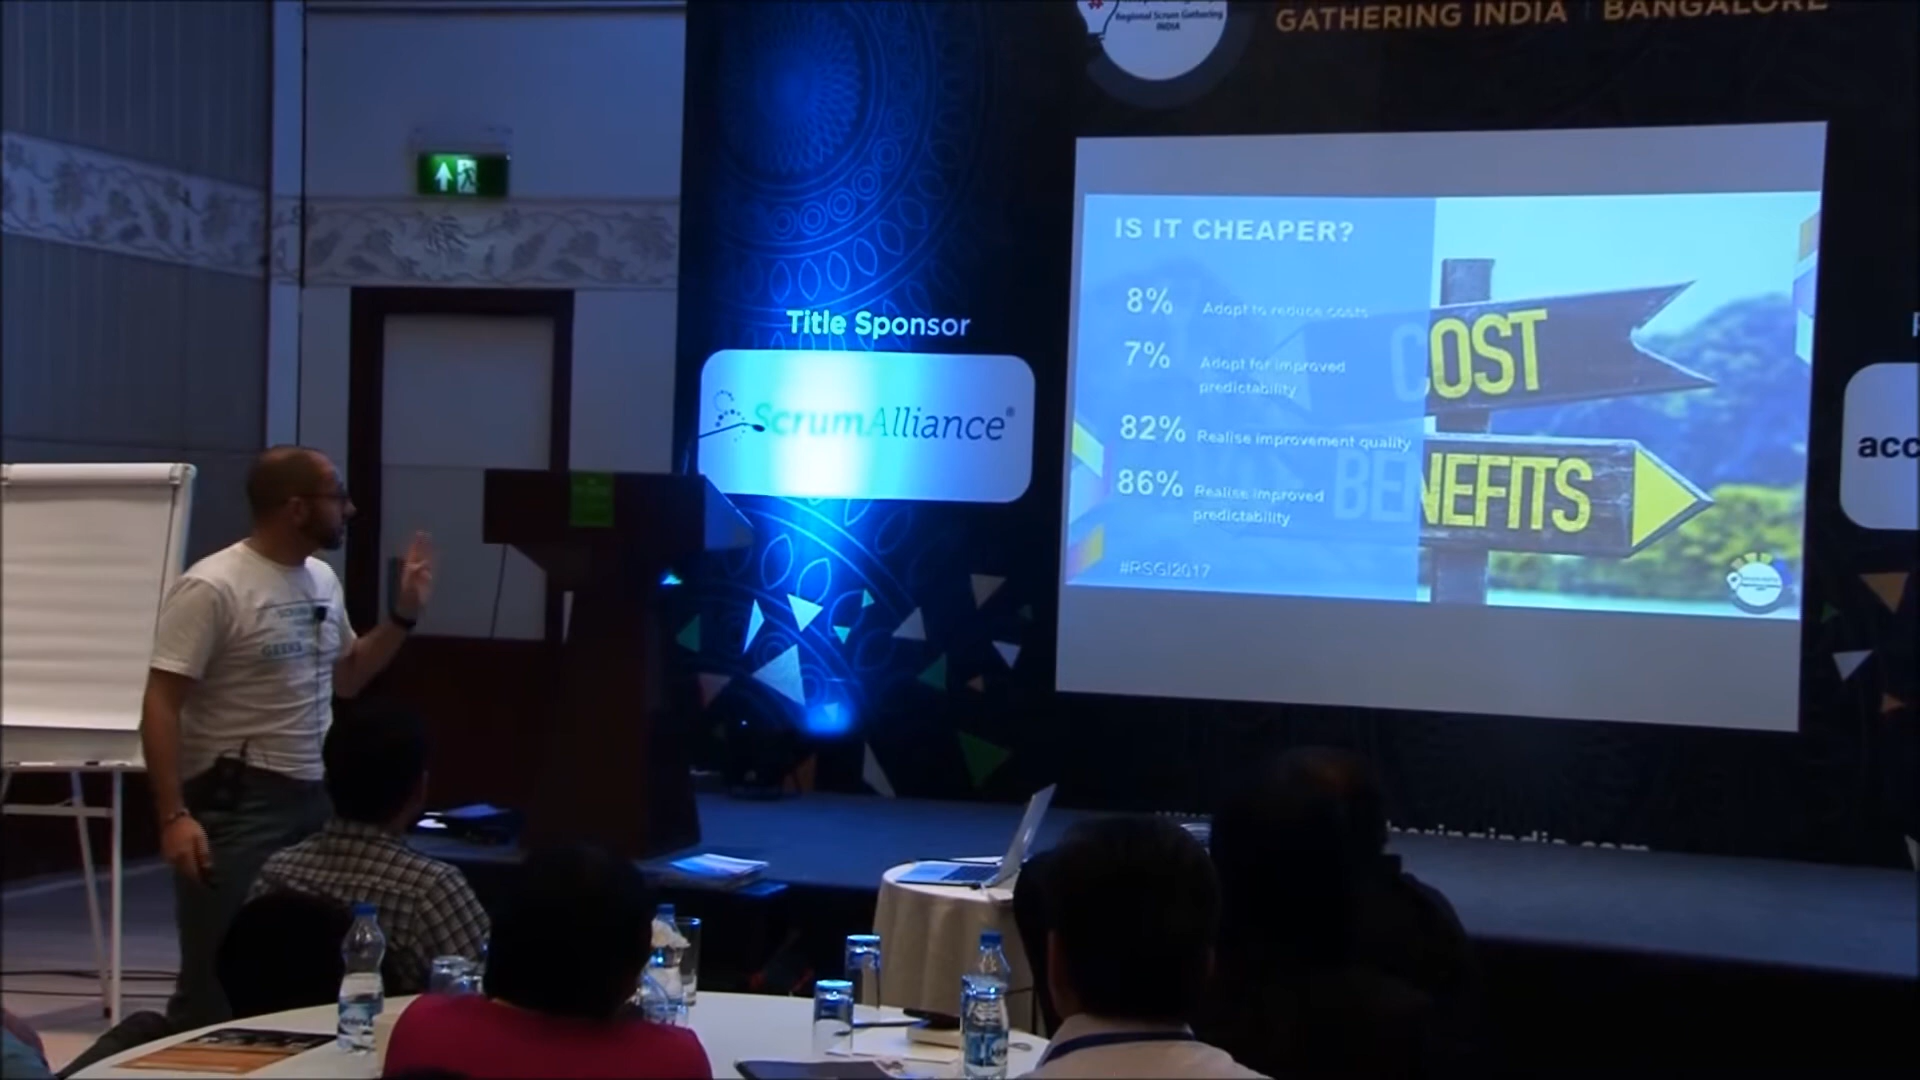 Regional Scrum Gathering
INDIA
GATHERING INDIA | BANGALORE
Title Sponsor
ScrumAlliance®
IS IT CHEAPER?
8% Adopt to reduce costs
7% Adopt for improved
predictability
82% Realise improvement quality
86% Realise improved
predictability
#RSGI2017
COST
BENEFITS
acc
GEEKS